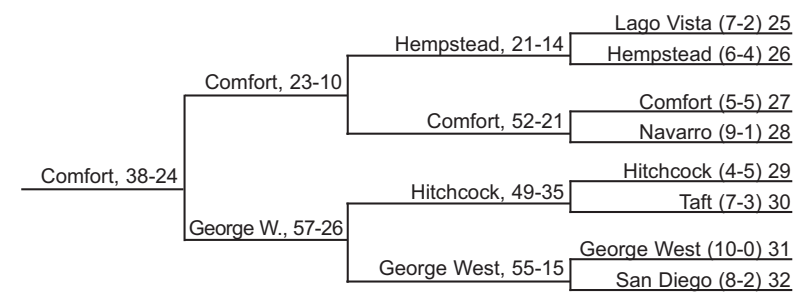 Lago Vista (7-2) 25
Hempstead, 21-14
Hempstead (6-4) 26
Comfort, 23-10
Comfort (5-5) 27
Comfort, 52-21
Navarro (9-1) 28
Comfort, 38-24
Hitchcock (4-5) 29
Hitchcock, 49-35
Taft (7-3) 30
George W., 57-26
George West (10-0) 31
George West, 55-15
San Diego (8-2) 32